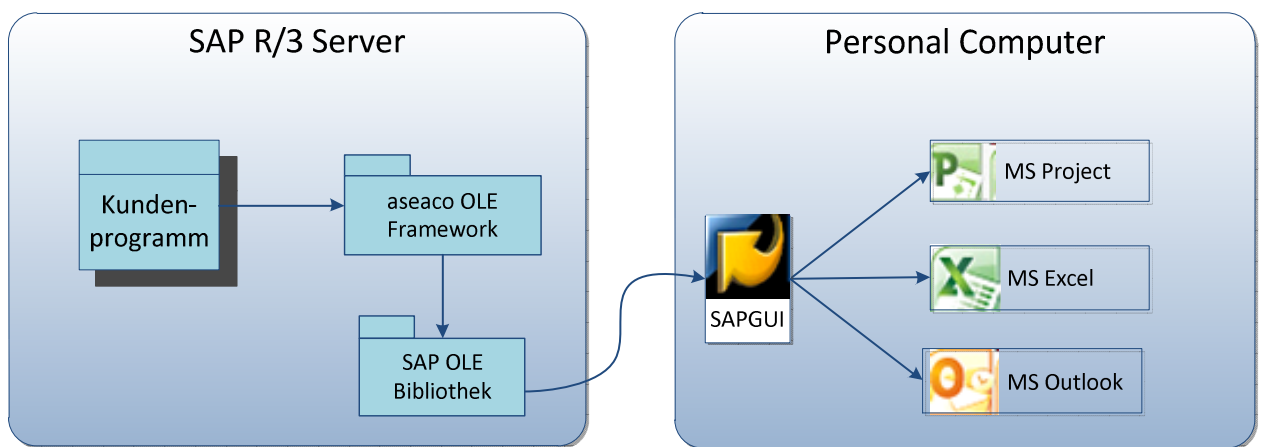 SAP R/3 Server
Personal Computer
Kunden-
programm
aseaco OLE
Framework
SAP OLE
Bibliothek
SAPGUI
MS Project
MS Excel
MS Outlook